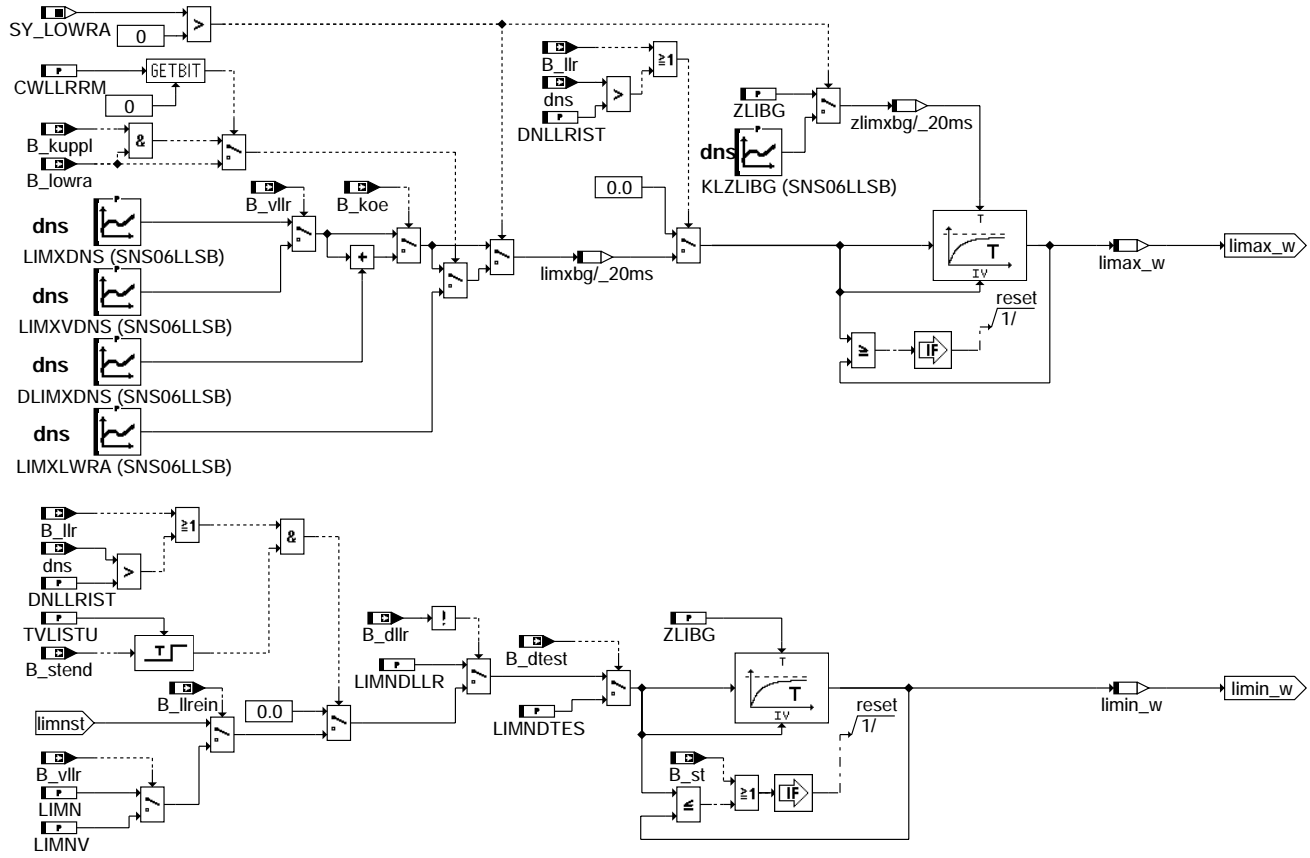 SY_LOWRA
0
>
B_llr
≥1
dns
>
DNLLRIST
CWLLRRM
P
GETBIT
0
B_kuppl
&
B_lowra
ZLIBG
P
zlimxbg/_20ms
dns
P
KLZLIBG (SNS06LLSB)
B_vllr
B_koe
0.0
dns
P
LIMXDNS (SNS06LLSB)
+
limxbg/_20ms
T
T
IV
limax_w
limax_w
dns
P
LIMXVDNS (SNS06LLSB)
reset
1/
≥
IF
dns
P
DLIMXDNS (SNS06LLSB)
dns
P
LIMXLWRA (SNS06LLSB)
B_llr
≥1
&
dns
>
DNLLRIST
P
TVLISTU
P
T
B_stend
B_dllr
!
LIMNDLLR
P
B_dtest
LIMNDTES
P
ZLIBG
P
T
T
IV
limin_w
limin_w
B_llrein
0.0
limnst
reset
1/
B_vllr
LIMN
P
LIMNV
P
B_st
≤
≥1
IF